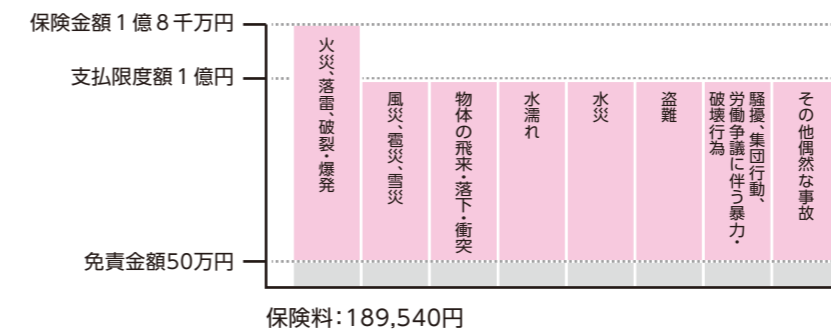 保険金額1億8千万円
支払限度額1億円
免責金額50万円
火災、落雷、破裂・爆発
風災、雹災、雪災
物体の飛来・落下・衝突
水濡れ
水災
盗難
騒擾、集団行動、
労働争議に伴う暴力・
破壊行為
その他偶然な事故
保険料：189,540円